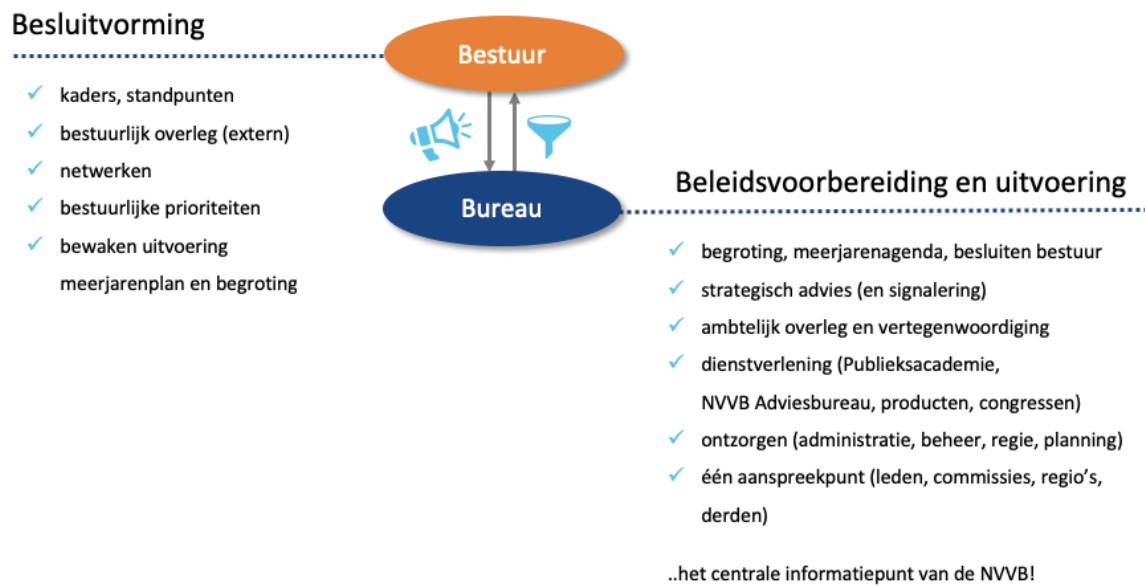 Besluitvorming
Bestuur
kaders, standpunten
bestuurlijk overleg (extern)
netwerken
bestuurlijke prioriteiten
bewaken uitvoering
meerjarenplan en begroting
Bureau
Beleidsvoorbereiding en uitvoering
begroting, meerjarenagenda, besluiten bestuur
strategisch advies (en signalering)
ambtelijk overleg en vertegenwoordiging
dienstverlening (Publieksacademie,
NVVB Adviesbureau, producten, congressen)
ontzorgen (administratie, beheer, regie, planning)
één aanspreekpunt (leden, commissies, regio's,
derden)
..het centrale informatiepunt van de NVVB!